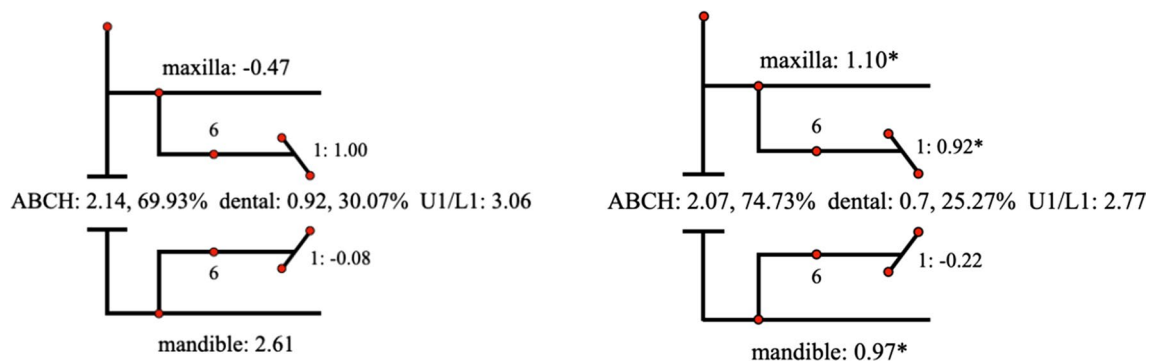 maxilla: -0.47
6
1: 1.00
ABCH: 2.14, 69.93% dental: 0.92, 30.07% U1/L1: 3.06
6
1: -0.08
mandible: 2.61
maxilla: 1.10*
6
1: 0.92*
ABCH: 2.07, 74.73% dental: 0.7, 25.27% U1/L1: 2.77
6
1: -0.22
mandible: 0.97*